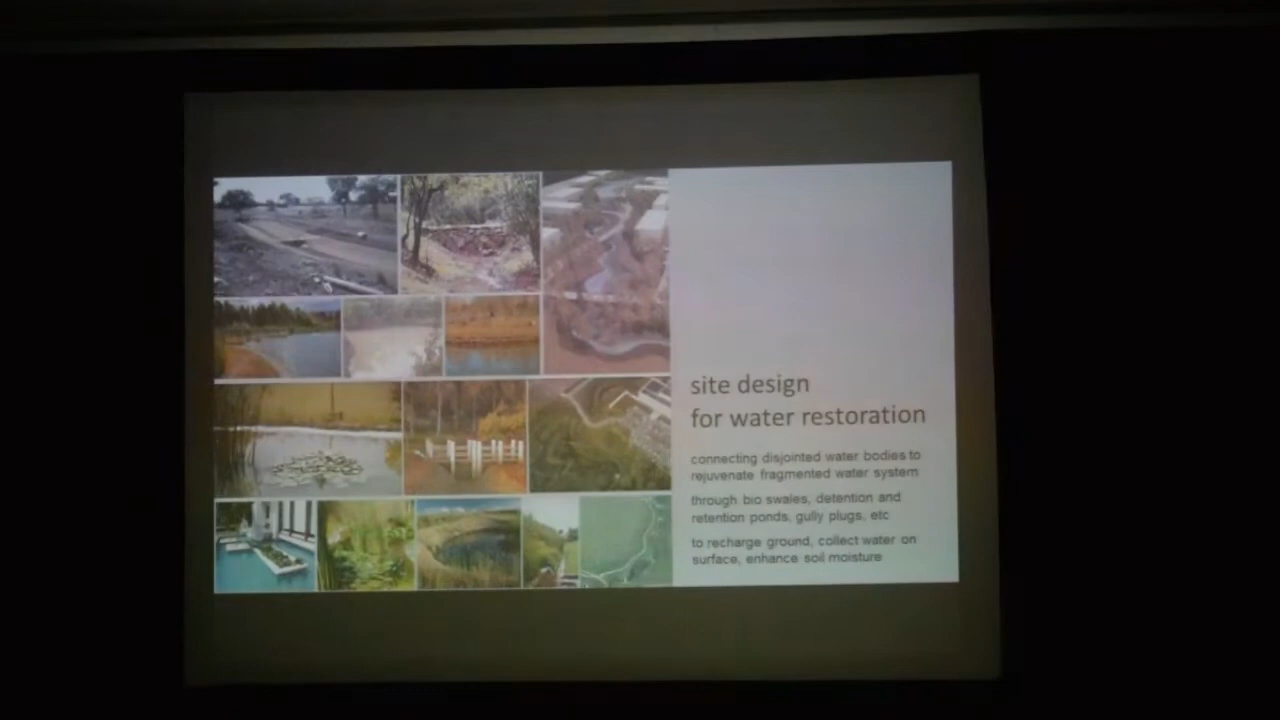 site design
for water restoration
connecting disjointed water bodies to
rejuvenate fragmented water system
through bio swales, detention and
retention ponds, gully plugs, etc
to recharge ground, collect water on
surface, enhance soil moisture